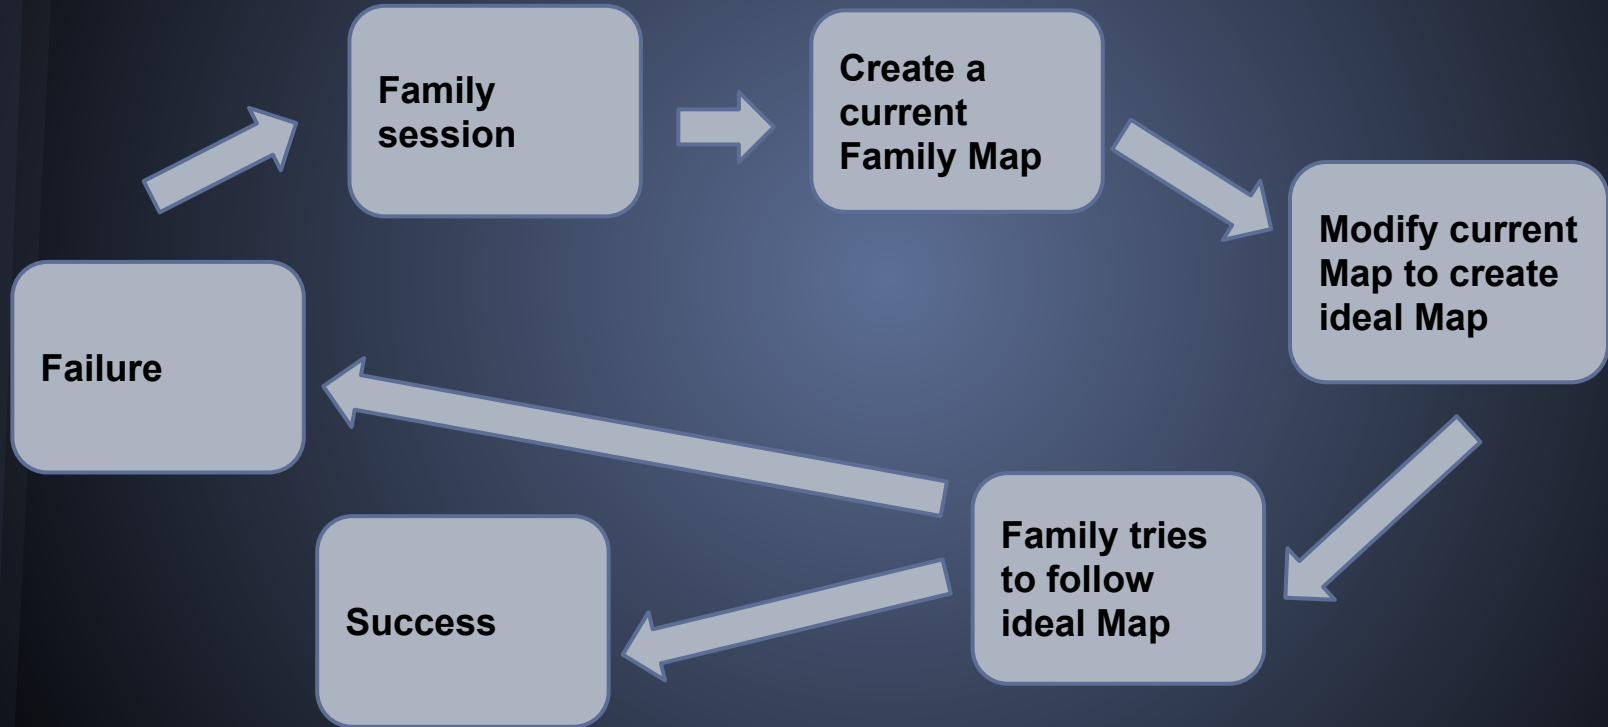 Family
session
Create a
current
Family Map
Modify current
Map to create
ideal Map
Family tries
to follow
ideal Map
Failure
Success